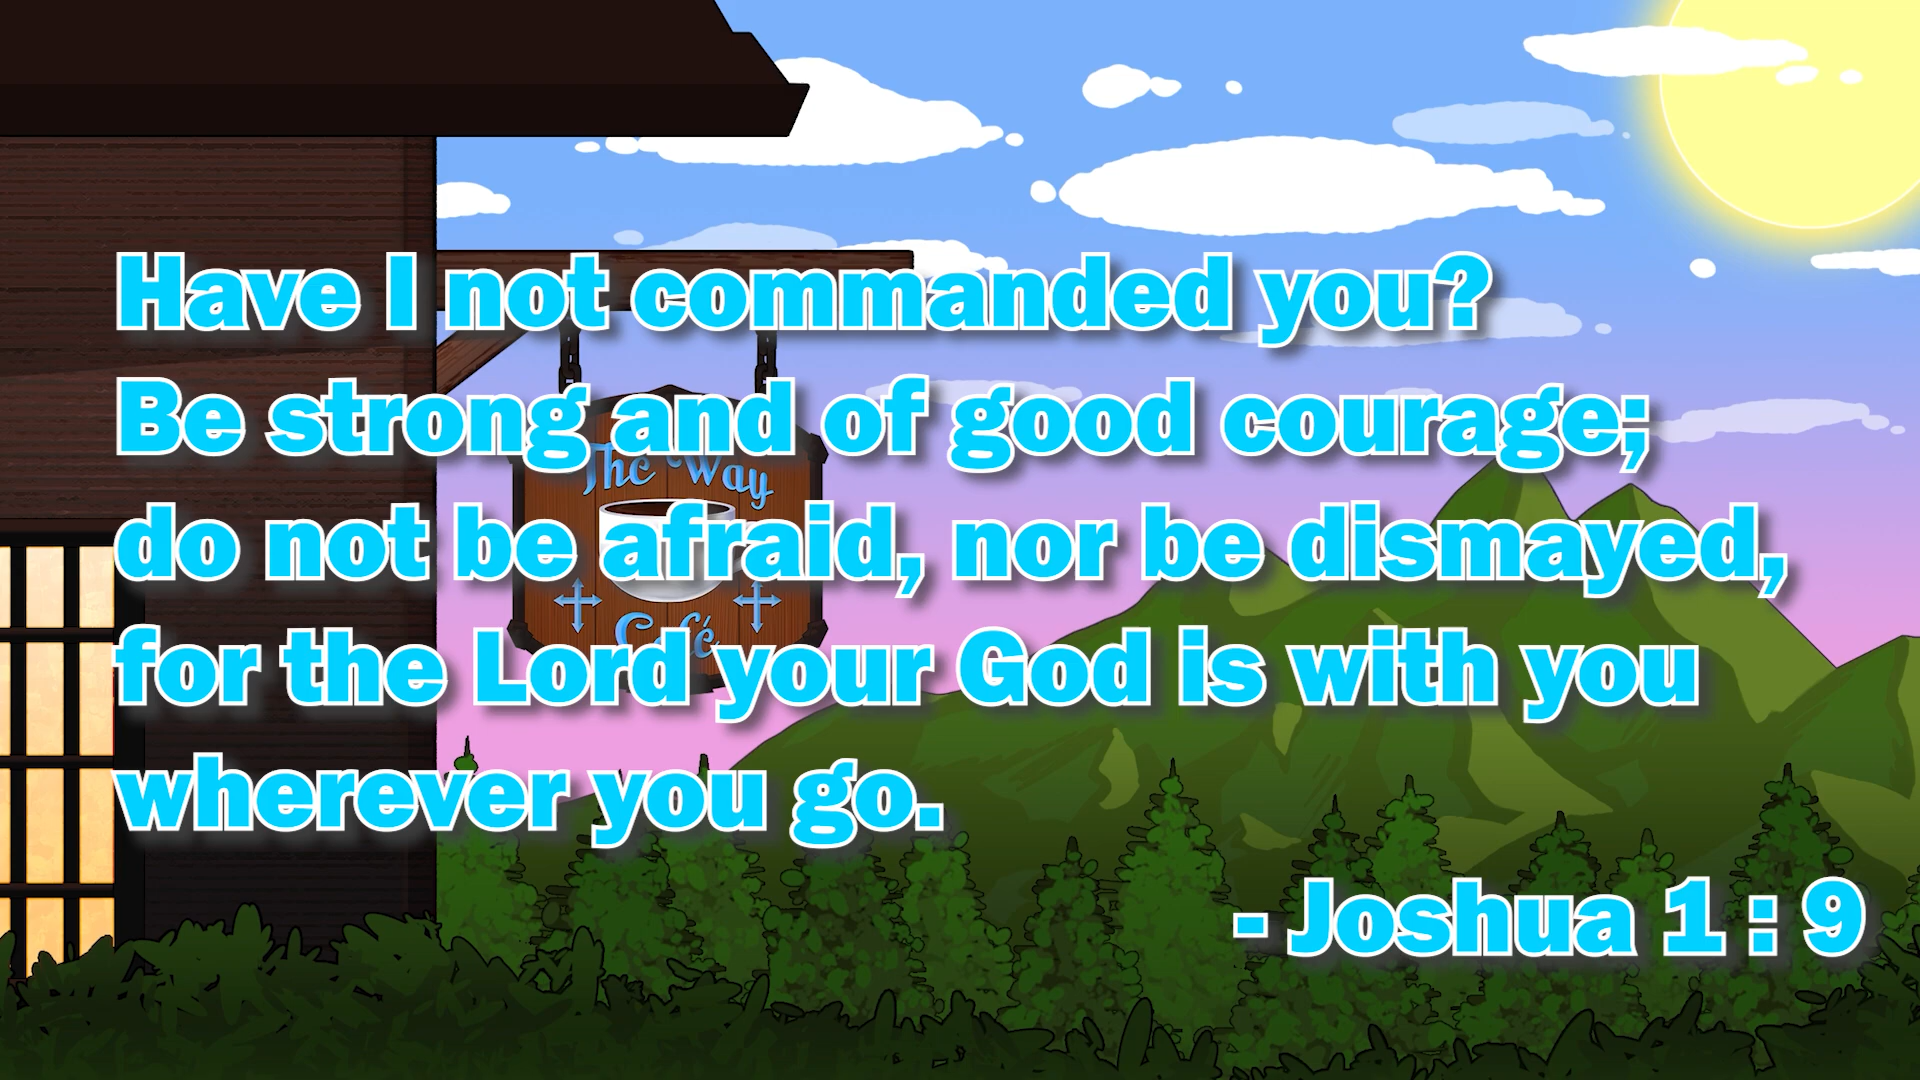 Have I not commanded you?
Be strong and of good courage;
The Way
do not be afraid, nor be dismayed,
Café
for the Lord your God is with you
wherever you go.
- Joshua 1 : 9